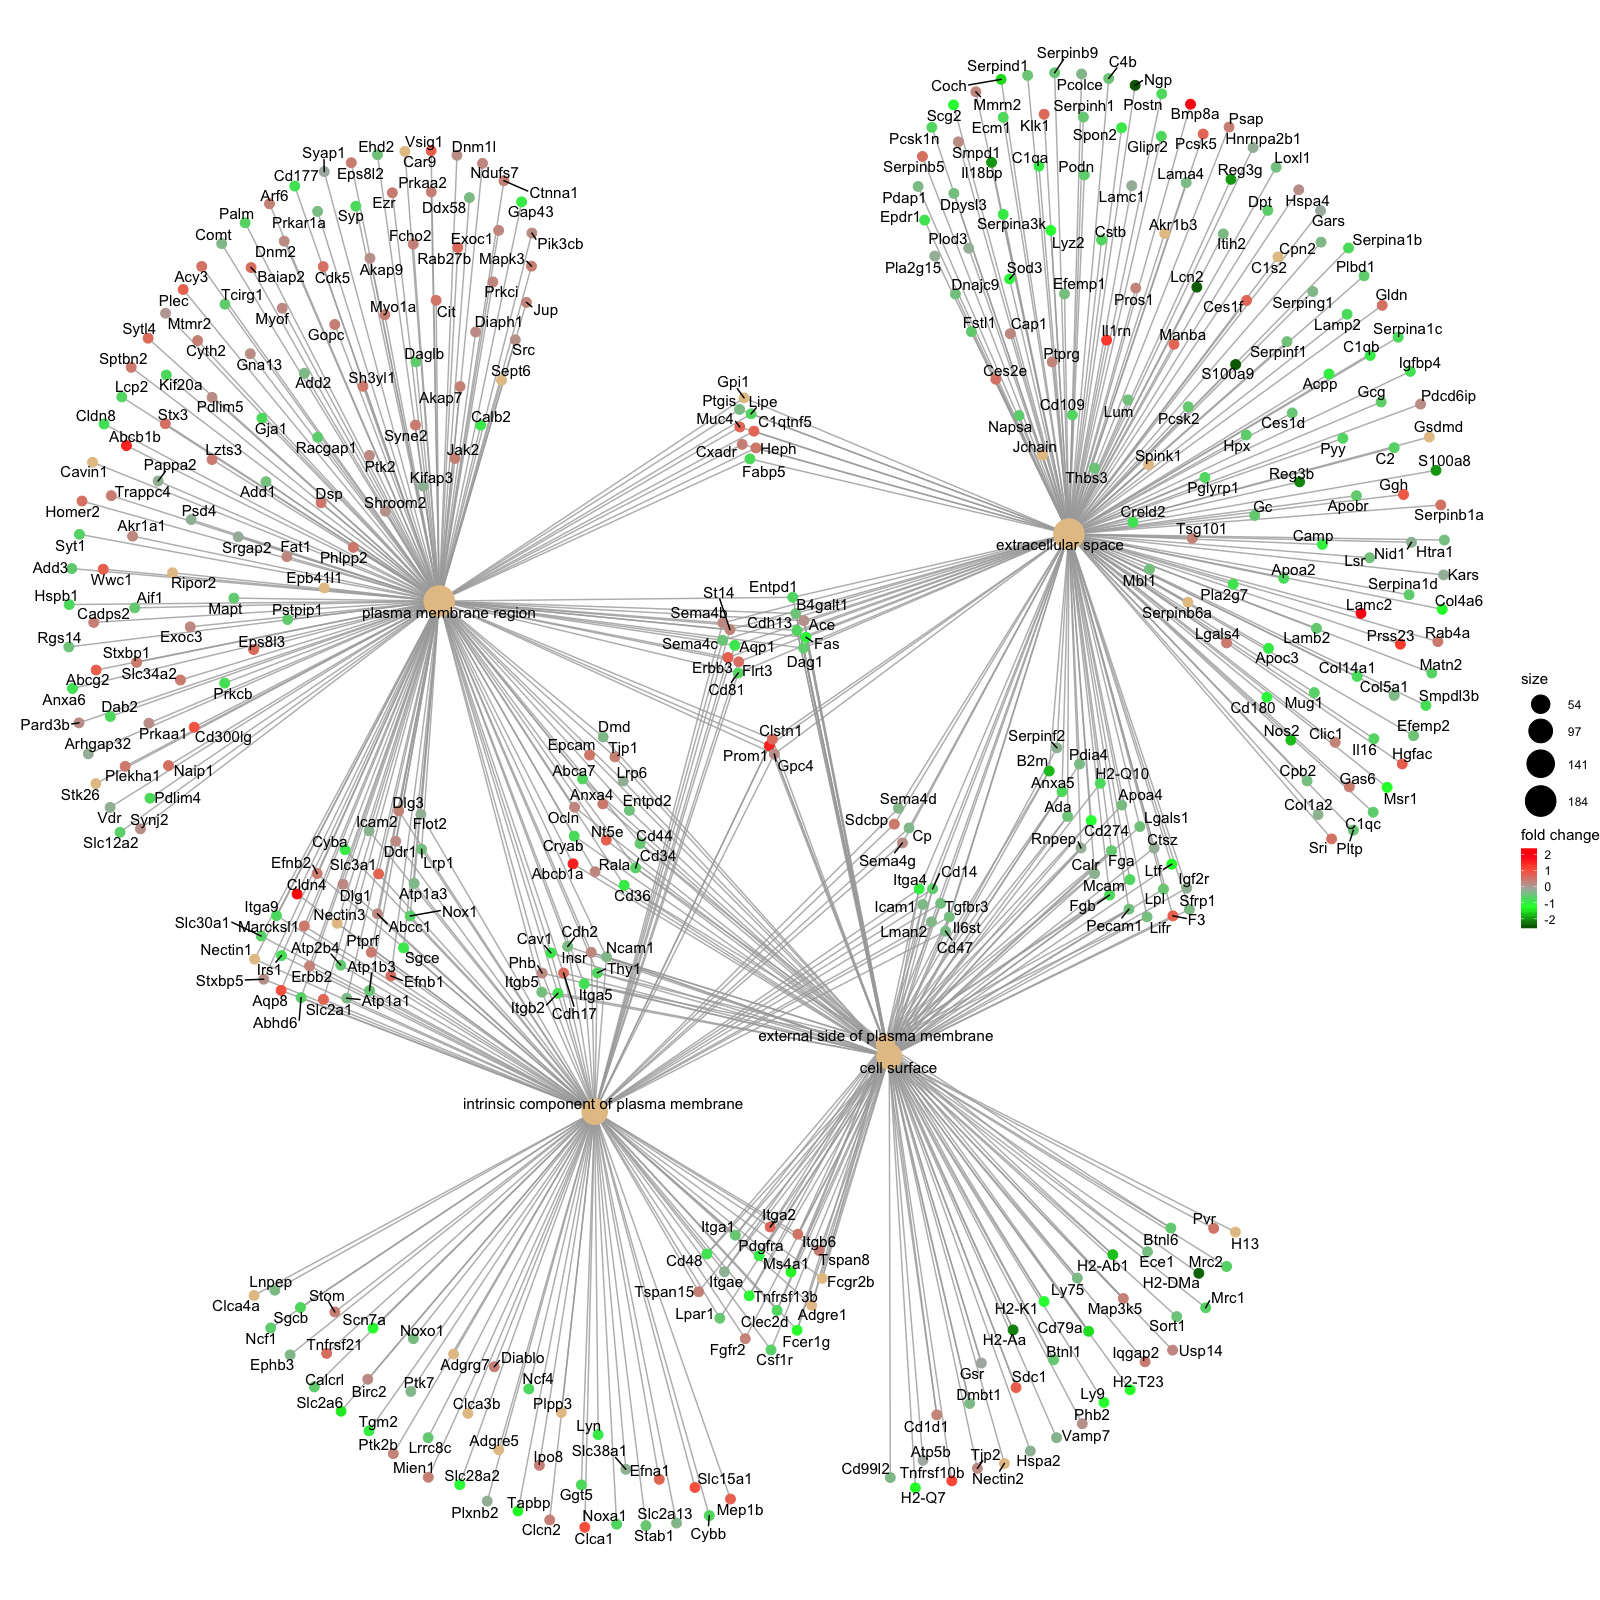 Serpinb9
Serpind1
C4b
Coch
Pcolce
Ngp
Mmrn2
Postn
Scg2
Serpinh1
Bmp8a
Ecm1
Klk1
Psap
Pcsk1n
Spon2
Pcsk5
Hnrnpa2b1
Smpd1
C1qa
Glipr2
Loxl1
Serpinb5
Il18bp
Podn
Lama4
Reg3g
Pdap1
Dpysl3
Lamc1
Dpt
Hspa4
Epdr1
Serpina3k
Akr1b3
Gars
Plod3
Lyz2
Cstb
Itih2
Cpn2
Serpina1b
Pla2g15
Sod3
Lcn2
C1s2
Plbd1
Dnajc9
Efemp1
Pros1
Ces1f
Serping1
Gldn
Fstl1
Cap1
Il1rn
Manba
Lamp2
Serpina1c
Ptprg
Serpinf1
C1qb
Ces2e
S100a9
Acpp
Igfbp4
Cd109
Lum
Gcg
Pdcd6ip
Napsa
Pcsk2
Ces1d
Gsdmd
Jchain
Spink1
Hpx
Pyy
C2
S100a8
Thbs3
Pglyrp1
Reg3b
Ggh
Creld2
Gc
Apobr
Serpinb1a
extracellular space
Tsg101
Camp
Lsr
Nid1
Htra1
Mbl1
Apoa2
Kars
Pla2g7
Serpina1d
Serpinb6a
Lamc2
Col4a6
Lgals4
Lamb2
Prss23
Rab4a
Apoc3
Col14a1
Matn2
Cd180
Mug1
Col5a1
Smpdl3b
Nos2
Clic1
Il16
Efemp2
Cpb2
Gas6
Hgfac
Col1a2
Msr1
C1qc
Sri
Pltp
Vsig1
Ehd2
Dnm1l
Syap1
Car9
Eps8l2
Ndufs7
Cd177
Prkaa2
Ctnna1
Arf6
Ezr
Ddx58
Gap43
Palm
Prkar1a
Syp
Comt
Fcho2
Exoc1
Pik3cb
Dnm2
Akap9
Rab27b
Mapk3
Acy3
Baiap2
Cdk5
Prkci
Plec
Tcirg1
Myo1a
Cit
Jup
Mtmr2
Myof
Gopc
Diaph1
Sytl4
Cyth2
Gna13
Daglb
Src
Sptbn2
Add2
Sh3yl1
Sept6
Lcp2
Kif20a
Akap7
Cldn8
Stx3
Pdlim5
Gja1
Calb2
Abcb1b
Lzts3
Racgap1
Syne2
Jak2
Cavin1
Pappa2
Ptk2
Kifap3
Trappc4
Add1
Dsp
Shroom2
Homer2
Akr1a1
Psd4
Syt1
Srgap2
Fat1
Phlpp2
Add3
Wwc1
Ripor2
Epb41l1
Hspb1
Aif1
Mapt
Pstpip1
plasma membrane region
Cadps2
Exoc3
Eps8l3
Rgs14
Stxbp1
Abcg2
Slc34a2
Anxa6
Prkcb
Pard3b
Dab2
Arhgap32
Prkaa1
Cd300lg
Plekha1
Naip1
Stk26
Pdlim4
Vdr
Synj2
Slc12a2
Gpi1
Ptgis
Lipe
Muc4
C1qtnf5
Cxadr
Heph
Fabp5
St14
Entpd1
Sema4b
B4galt1
Cdh13
Ace
Sema4c
Aqp1
Fas
Erbb3
Flrt3
Dag1
Cd81
Clstn1
Prom1
Gpc4
Dmd
Epcam
Tjp1
Abca7
Lrp6
Anxa4
Entpd2
Ocln
Nt5e
Cd44
Cryab
Rala
Cd34
Abcb1a
Cd36
Serpinf2
B2m
Pdia4
Anxa5
H2-Q10
Ada
Apoa4
Rnpep
Cd274
Lgals1
Calr
Fga
Ctsz
Mcam
Ltf
Igf2r
Fgb
Lpl
Sfrp1
Pecam1
Lifr
F3
Sema4d
Sdcbp
Cp
Sema4g
Itga4
Cd14
Icam1
Tgfbr3
Lman2
Il6st
Cd47
Dlg3
Icam2
Flot2
Cyba
Ddr1
Efnb2
Slc3a1
Lrp1
Cldn4
Dlg1
Atp1a3
Itga9
Nectin3
Nox1
Slc30a1
Marcksl1
Abcc1
Nectin1
Atp2b4
Ptprf
Sgce
Irs1
Atp1b3
Stxbp5
Erbb2
Efnb1
Aqp8
Slc2a1
Atp1a1
Abhd6
Cav1
Cdh2
Ncam1
Phb
Insr
Thy1
Itgb5
Itga5
Itgb2
Cdh17
external side of plasma membrane
cell surface
intrinsic component of plasma membrane
Itga2
Itga1
Itgb6
Pdgfra
Cd48
Ms4a1
Tspan8
Itgae
Fcgr2b
Tspan15
Tnfrsf13b
Lpar1
Clec2d
Adgre1
Fgfr2
Fcer1g
Csf1r
Lnpep
Clca4a
Stom
Sgcb
Scn7a
Ncf1
Tnfrsf21
Noxo1
Ephb3
Adgrg7
Diablo
Calcrl
Birc2
Ptk7
Ncf4
Slc2a6
Clca3b
Plpp3
Tgm2
Lyn
Ptk2b
Lrrc8c
Adgre5
Slc38a1
Mien1
Ipo8
Efna1
Slc28a2
Slc15a1
Ggt5
Plxnb2
Tapbp
Noxa1
Slc2a13
Mep1b
Clcn2
Clca1
Stab1
Cybb
Pvr
H13
Btnl6
H2-Ab1
Ece1
Mrc2
H2-DMa
Ly75
Mrc1
H2-K1
Map3k5
Sort1
H2-Aa
Cd79a
Usp14
Btnl1
Iqgap2
Gsr
Sdc1
H2-T23
Dmbt1
Ly9
Cd1d1
Phb2
Vamp7
Atp5b
Tjp2
Hspa2
Cd99l2
Tnfrsf10b
Nectin2
H2-Q7
size
54
97
141
184
fold change
2
1
0
-1
-2